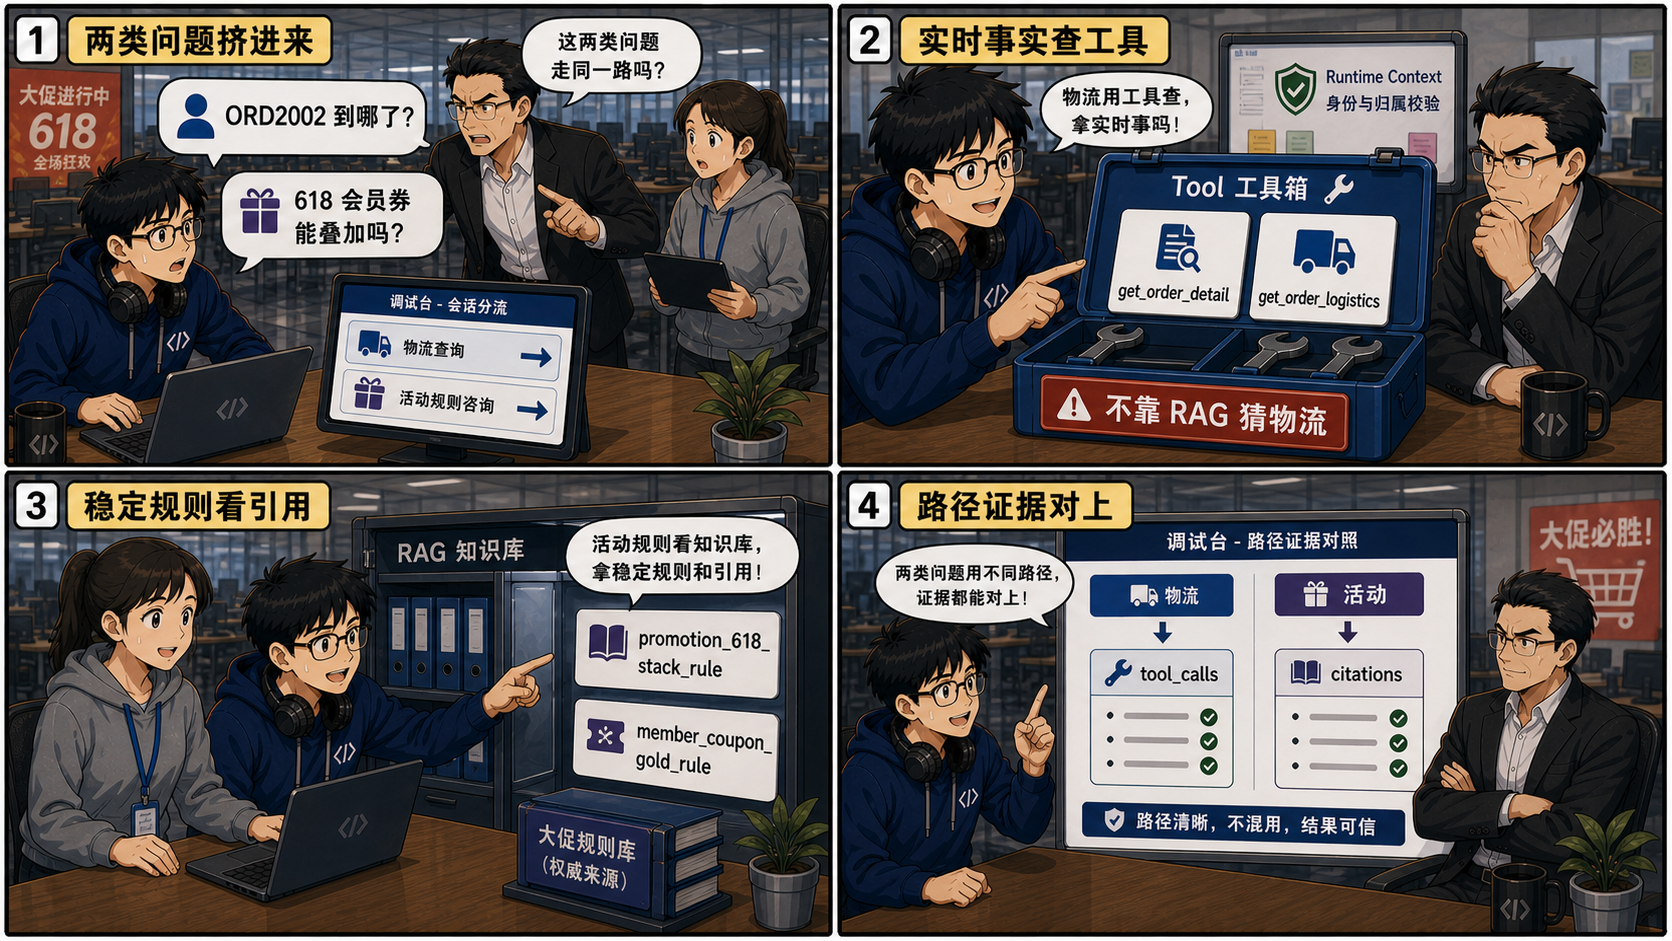 1 两类问题挤进来
大促进行中
618
全场狂欢
ORD2002 到哪了？
618 会员券
能叠加吗？
这两类问题
走同一路吗？
调试台 - 会话分流
物流查询
活动规则咨询
</>
</>
</>
2 实时事实查工具
物流用工具查，
拿实时事吗！
Runtime Context
身份与归属校验
Tool 工具箱
get_order_detail
get_order_logistics
不靠 RAG 猜物流
</>
</>
3 稳定规则看引用
RAG 知识库
活动规则看知识库，
拿稳定规则和引用！
promotion_618_
stack_rule
member_coupon_
gold_rule
大促规则库
（权威来源）
</>
</>
4 路径证据对上
两类问题用不同路径，
证据都能对上！
调试台 - 路径证据对照
物流
活动
tool_calls
citations
路径清晰，不混用，结果可信
大促必胜！
</>
</>